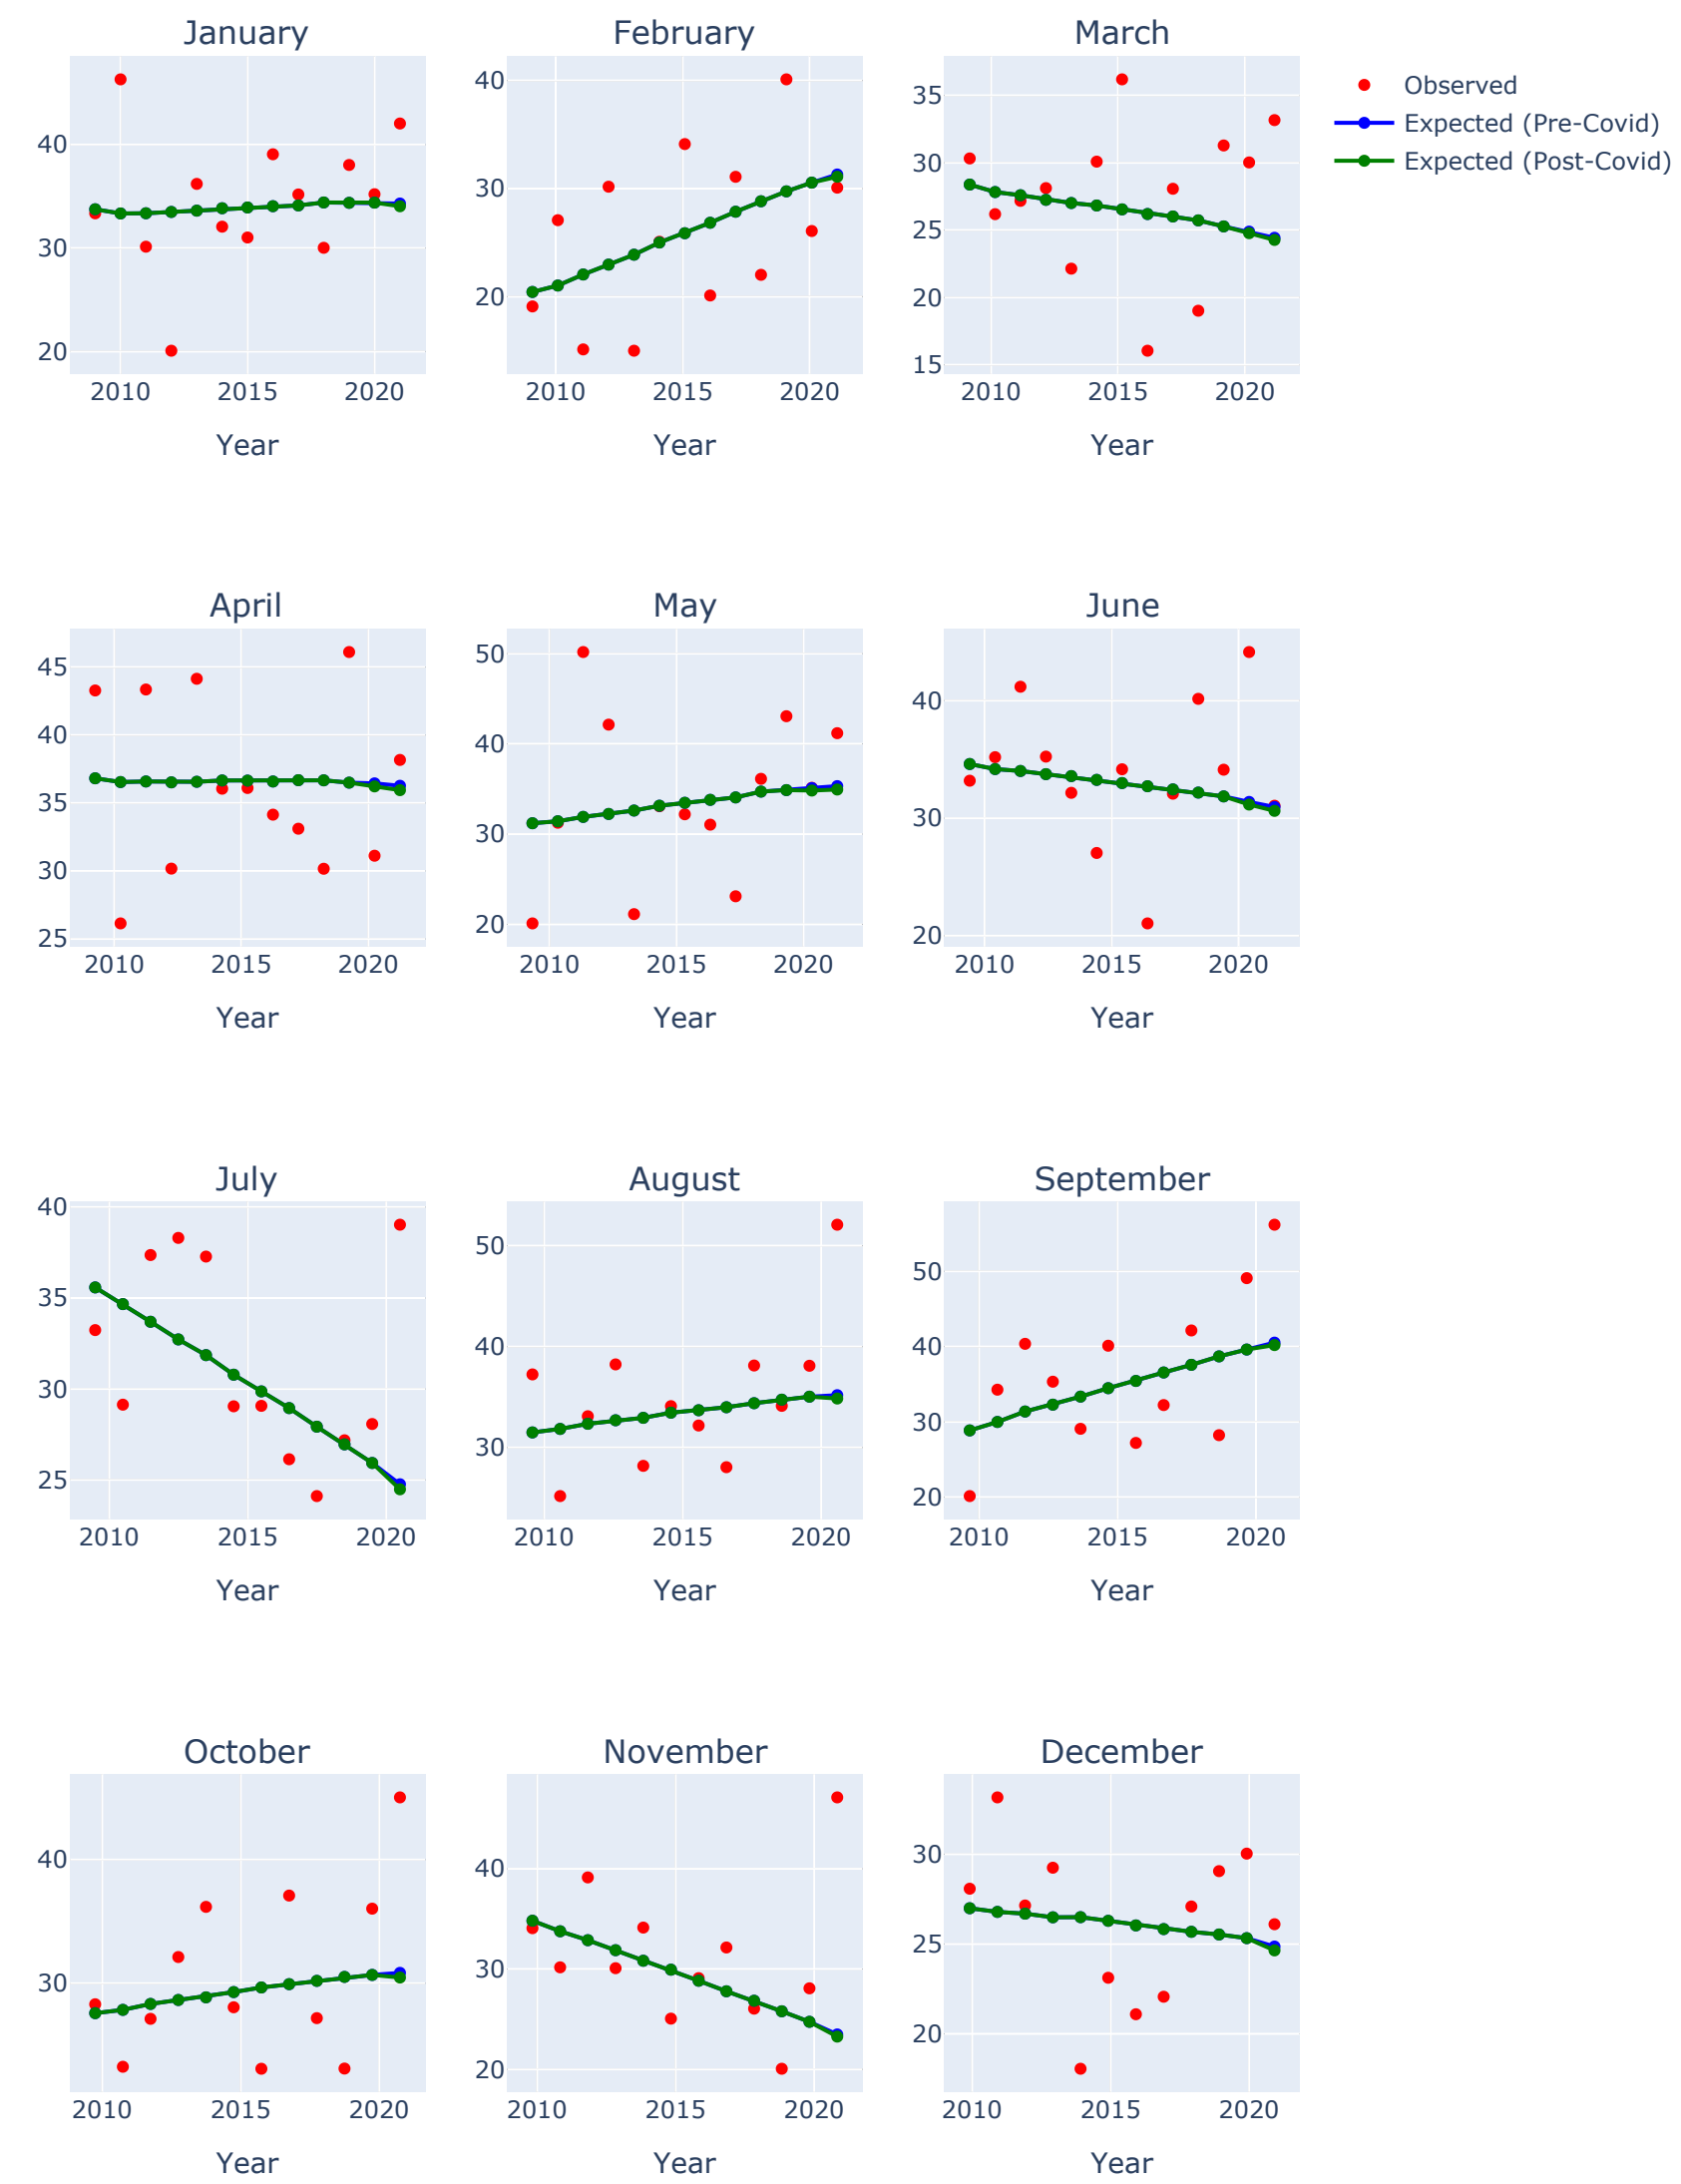 January February March
40
30
20
2010 2015 2020
Year
40
30
20
2010 2015 2020
Year
35
30
25
20
15
2010 2015 2020
Year
Observed
Expected (Pre-Covid)
Expected (Post-Covid)
April May June
45
40
35
30
25
2010 2015 2020
Year
50
40
30
20
2010 2015 2020
Year
40
30
20
2010 2015 2020
Year
July August September
40
35
30
25
2010 2015 2020
Year
50
40
30
2010 2015 2020
Year
50
40
30
20
2010 2015 2020
Year
October November December
40
30
2010 2015 2020
Year
40
30
20
2010 2015 2020
Year
30
25
20
2010 2015 2020
Year